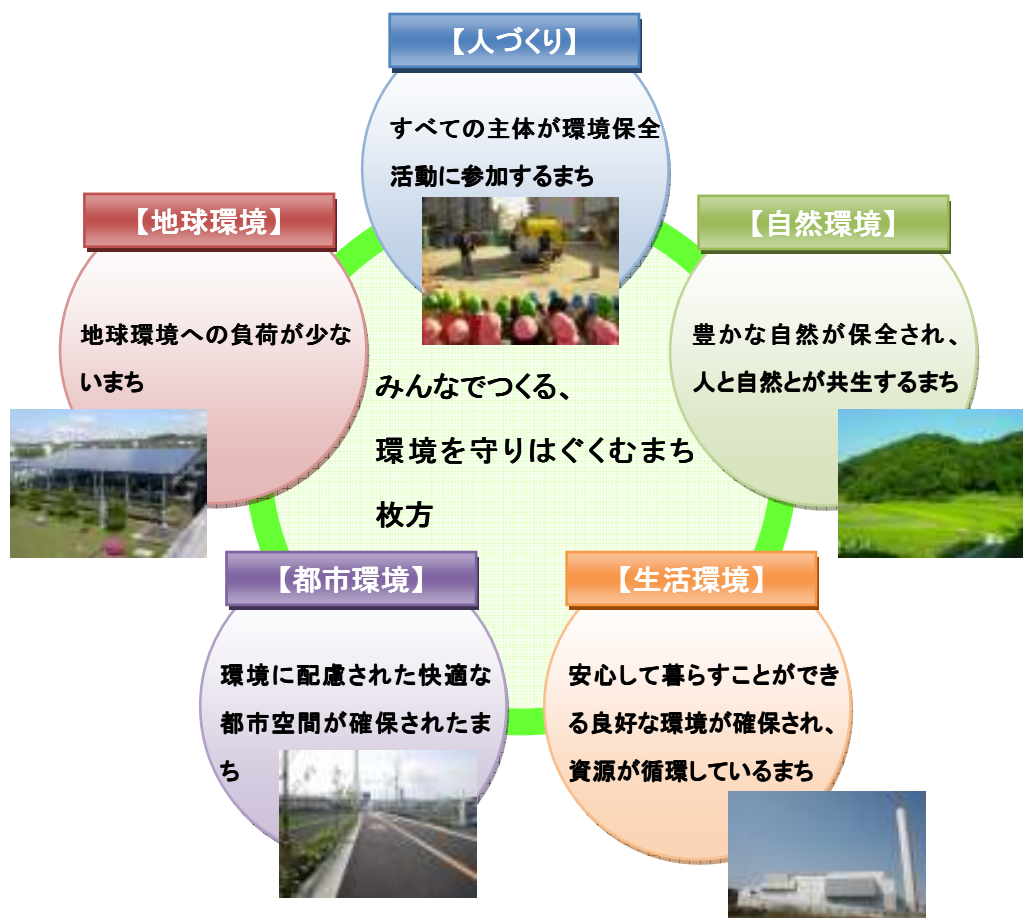 【人づくり】
すべての主体が環境保全
活動に参加するまち
【地球環境】
地球環境への負荷が少な
いまち
【自然環境】
豊かな自然が保全され、
人と自然とが共生するまち
みんなでつくる、
環境を守りはぐくむまち
枚方
【都市環境】
環境に配慮された快適な
都市空間が確保されたま
ち
【生活環境】
安心して暮らすことができ
る良好な環境が確保され、
資源が循環しているまち